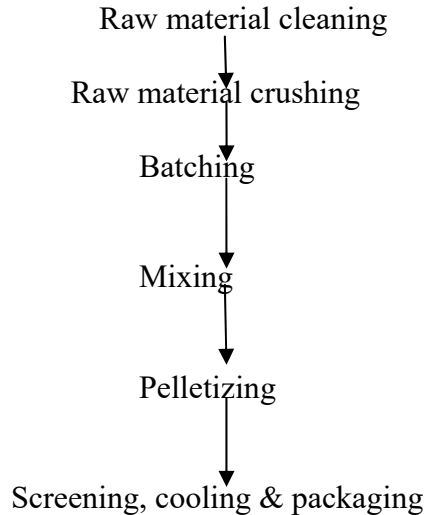 Raw material cleaning
Raw material crushing
Batching
Mixing
Pelletizing
Screening, cooling & packaging